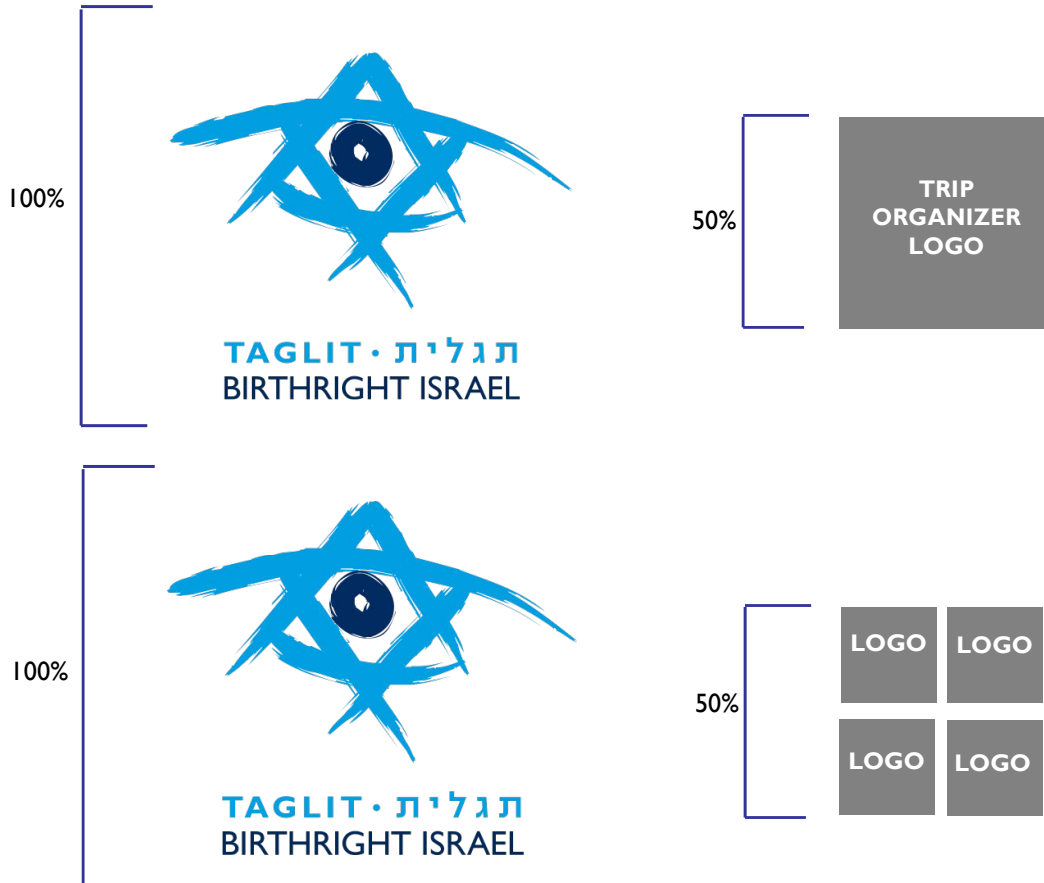 100%
50%
TRIP
ORGANIZER
LOGO
TAGLIT · תגלית
BIRTHRIGHT ISRAEL
100%
50%
LOGO LOGO
LOGO LOGO
TAGLIT · תגלית
BIRTHRIGHT ISRAEL